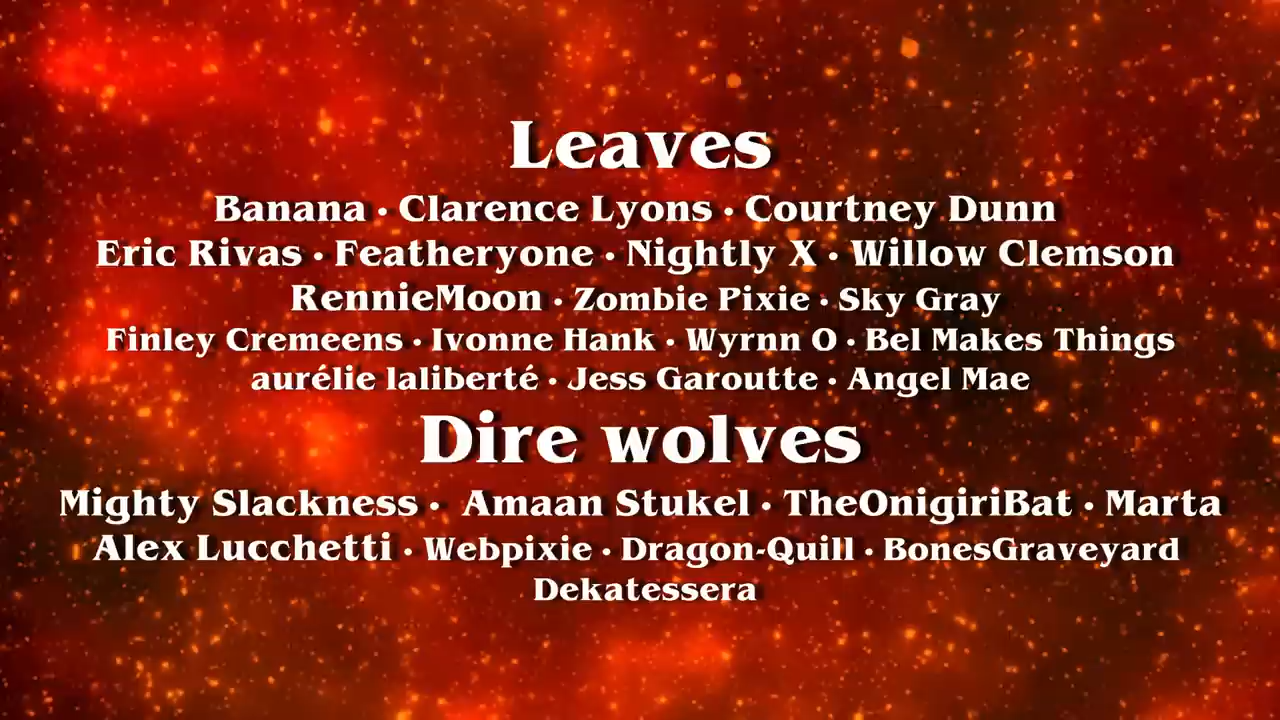 Leaves
Banana • Clarence Lyons • Courtney Dunn
Eric Rivas • Featheryone • Nightly X • Willow Clemson
RennieMoon • Zombie Pixie • Sky Gray
Finley Cremeens • Ivonne Hank • Wyrnn O • Bel Makes Things
aurélie laliberté • Jess Garoutte • Angel Mae
Dire wolves
Mighty Slackness • Amaan Stukel • TheOnigiriBat • Marta
Alex Lucchetti • Webpixie • Dragon-Quill • BonesGraveyard
Dekatessera